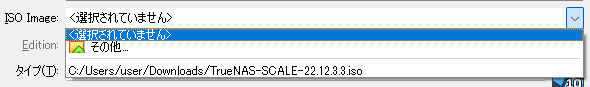 ISO Image: <選択されていません>
<選択されていません>
Edition: その他...
タイプ(T): C:/Users/user/Downloads/TrueNAS-SCALE-22.12.3.3.iso
10